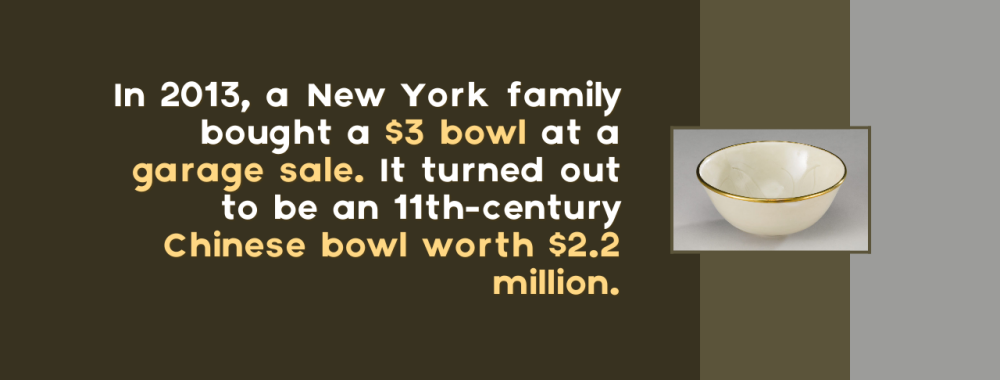 In 2013, a New York family
bought a $3 bowl at a
garage sale. It turned out
to be an 11th-century
Chinese bowl worth $2.2
million.